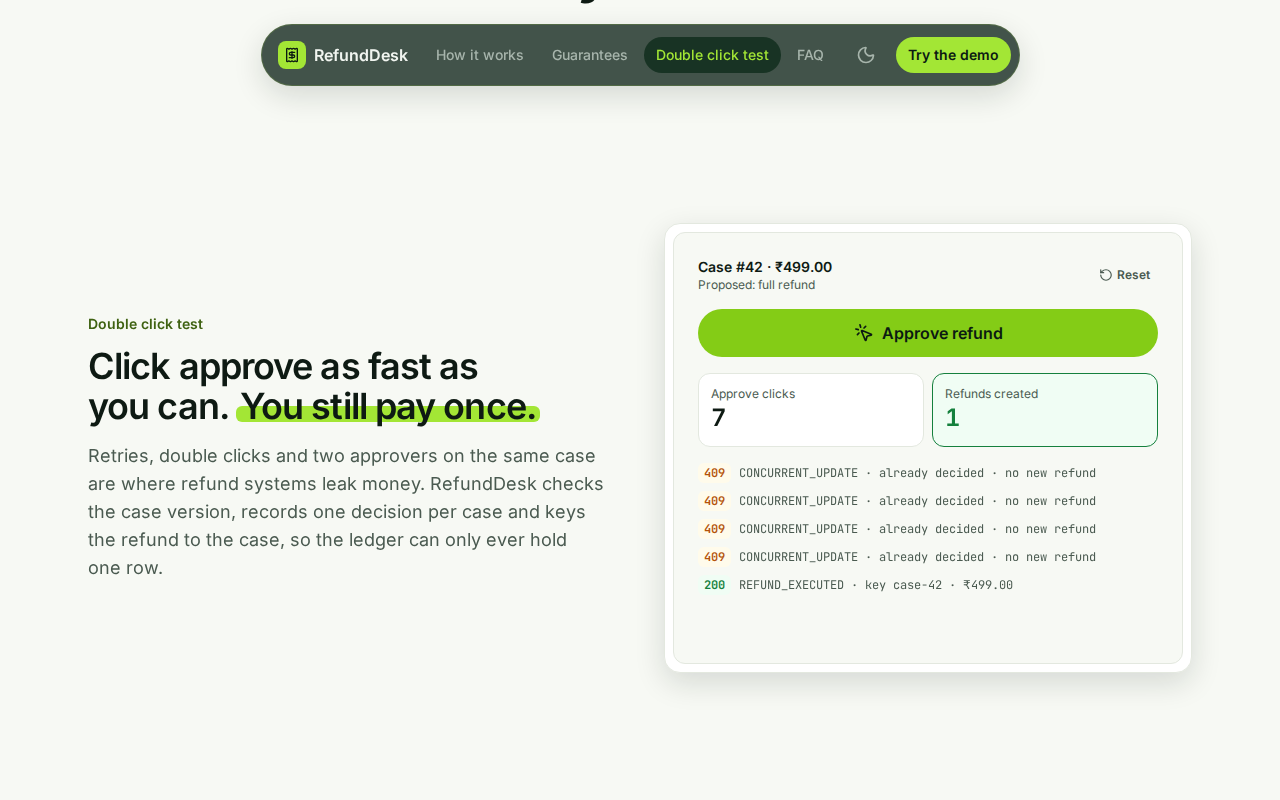 RefundDesk
How it works
Guarantees
Double click test
FAQ
Try the demo
Double click test
Click approve as fast as
you can. You still pay once.
Retries, double clicks and two approvers on the same case
are where refund systems leak money. RefundDesk checks
the case version, records one decision per case and keys
the refund to the case, so the ledger can only ever hold
one row.
Case #42 · ₹499.00
Proposed: full refund
Reset
Approve refund
Approve clicks
7
Refunds created
1
409 CONCURRENT_UPDATE · already decided · no new refund
409 CONCURRENT_UPDATE · already decided · no new refund
409 CONCURRENT_UPDATE · already decided · no new refund
409 CONCURRENT_UPDATE · already decided · no new refund
200 REFUND_EXECUTED · key case-42 · ₹499.00